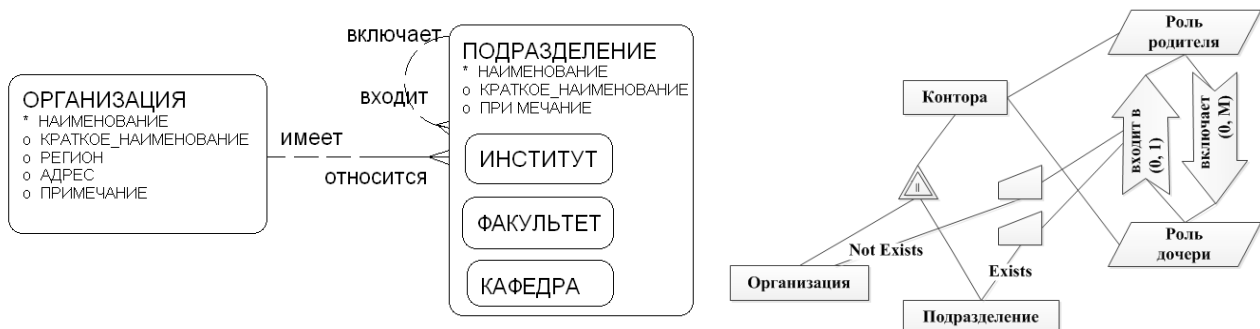 ОРГАНИЗАЦИЯ
* НАИМЕНОВАНИЕ
o КРАТКОЕ_НАИМЕНОВАНИЕ
o РЕГИОН
o АДРЕС
o ПРИМЕЧАНИЕ
имеет
относится
включает
входит
ПОДРАЗДЕЛЕНИЕ
* НАИМЕНОВАНИЕ
o КРАТКОЕ_НАИМЕНОВАНИЕ
o ПРИ МЕЧАНИЕ
ИНСТИТУТ
ФАКУЛЬТЕТ
КАФЕДРА
Роль
родителя
Контора
входит в
(0, 1)
включает
(0, M)
=
Роль
дочери
Not Exists
Exists
Организация
Подразделение